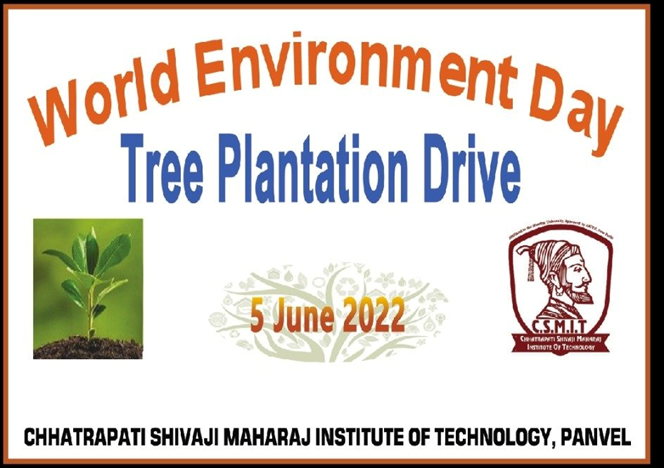 World Environment Day
Tree Plantation Drive
5 June 2022
C.S.M.I.T
CHHATRAPATI SHIVAJI MAHARAJ
INSTITUTE OF TECHNOLOGY
CHHATRAPATI SHIVAJI MAHARAJ INSTITUTE OF TECHNOLOGY, PANVEL